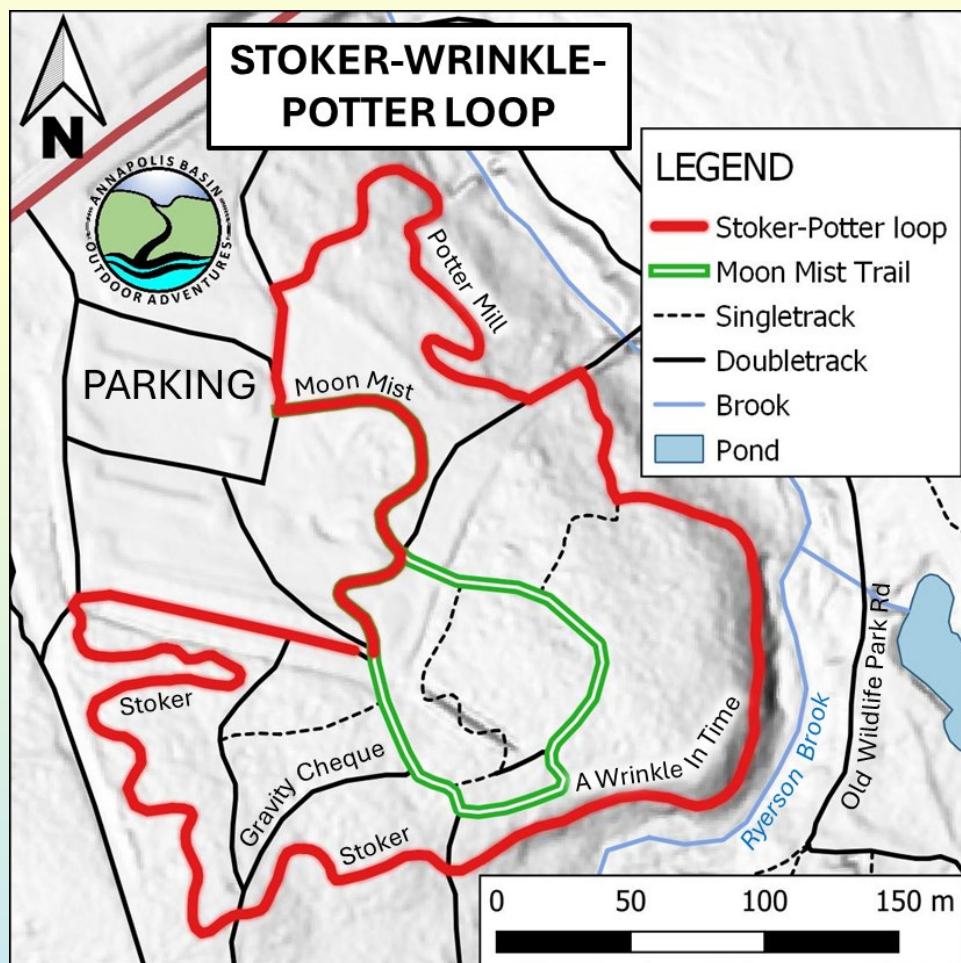 STOKER-WRINKLE-
POTTER LOOP
N
ANNAPOLIS BASIN
OUTDOOR ADVENTURES
LEGEND
Stoker-Potter loop
Moon Mist Trail
Singletrack
Doubletrack
Brook
Pond
Potter Mill
PARKING
Moon Mist
Stoker
Gravity Cheque
Stoker
A Wrinkle In Time
Ryerson Brook
Old Wildlife Park Rd
0 50 100 150 m